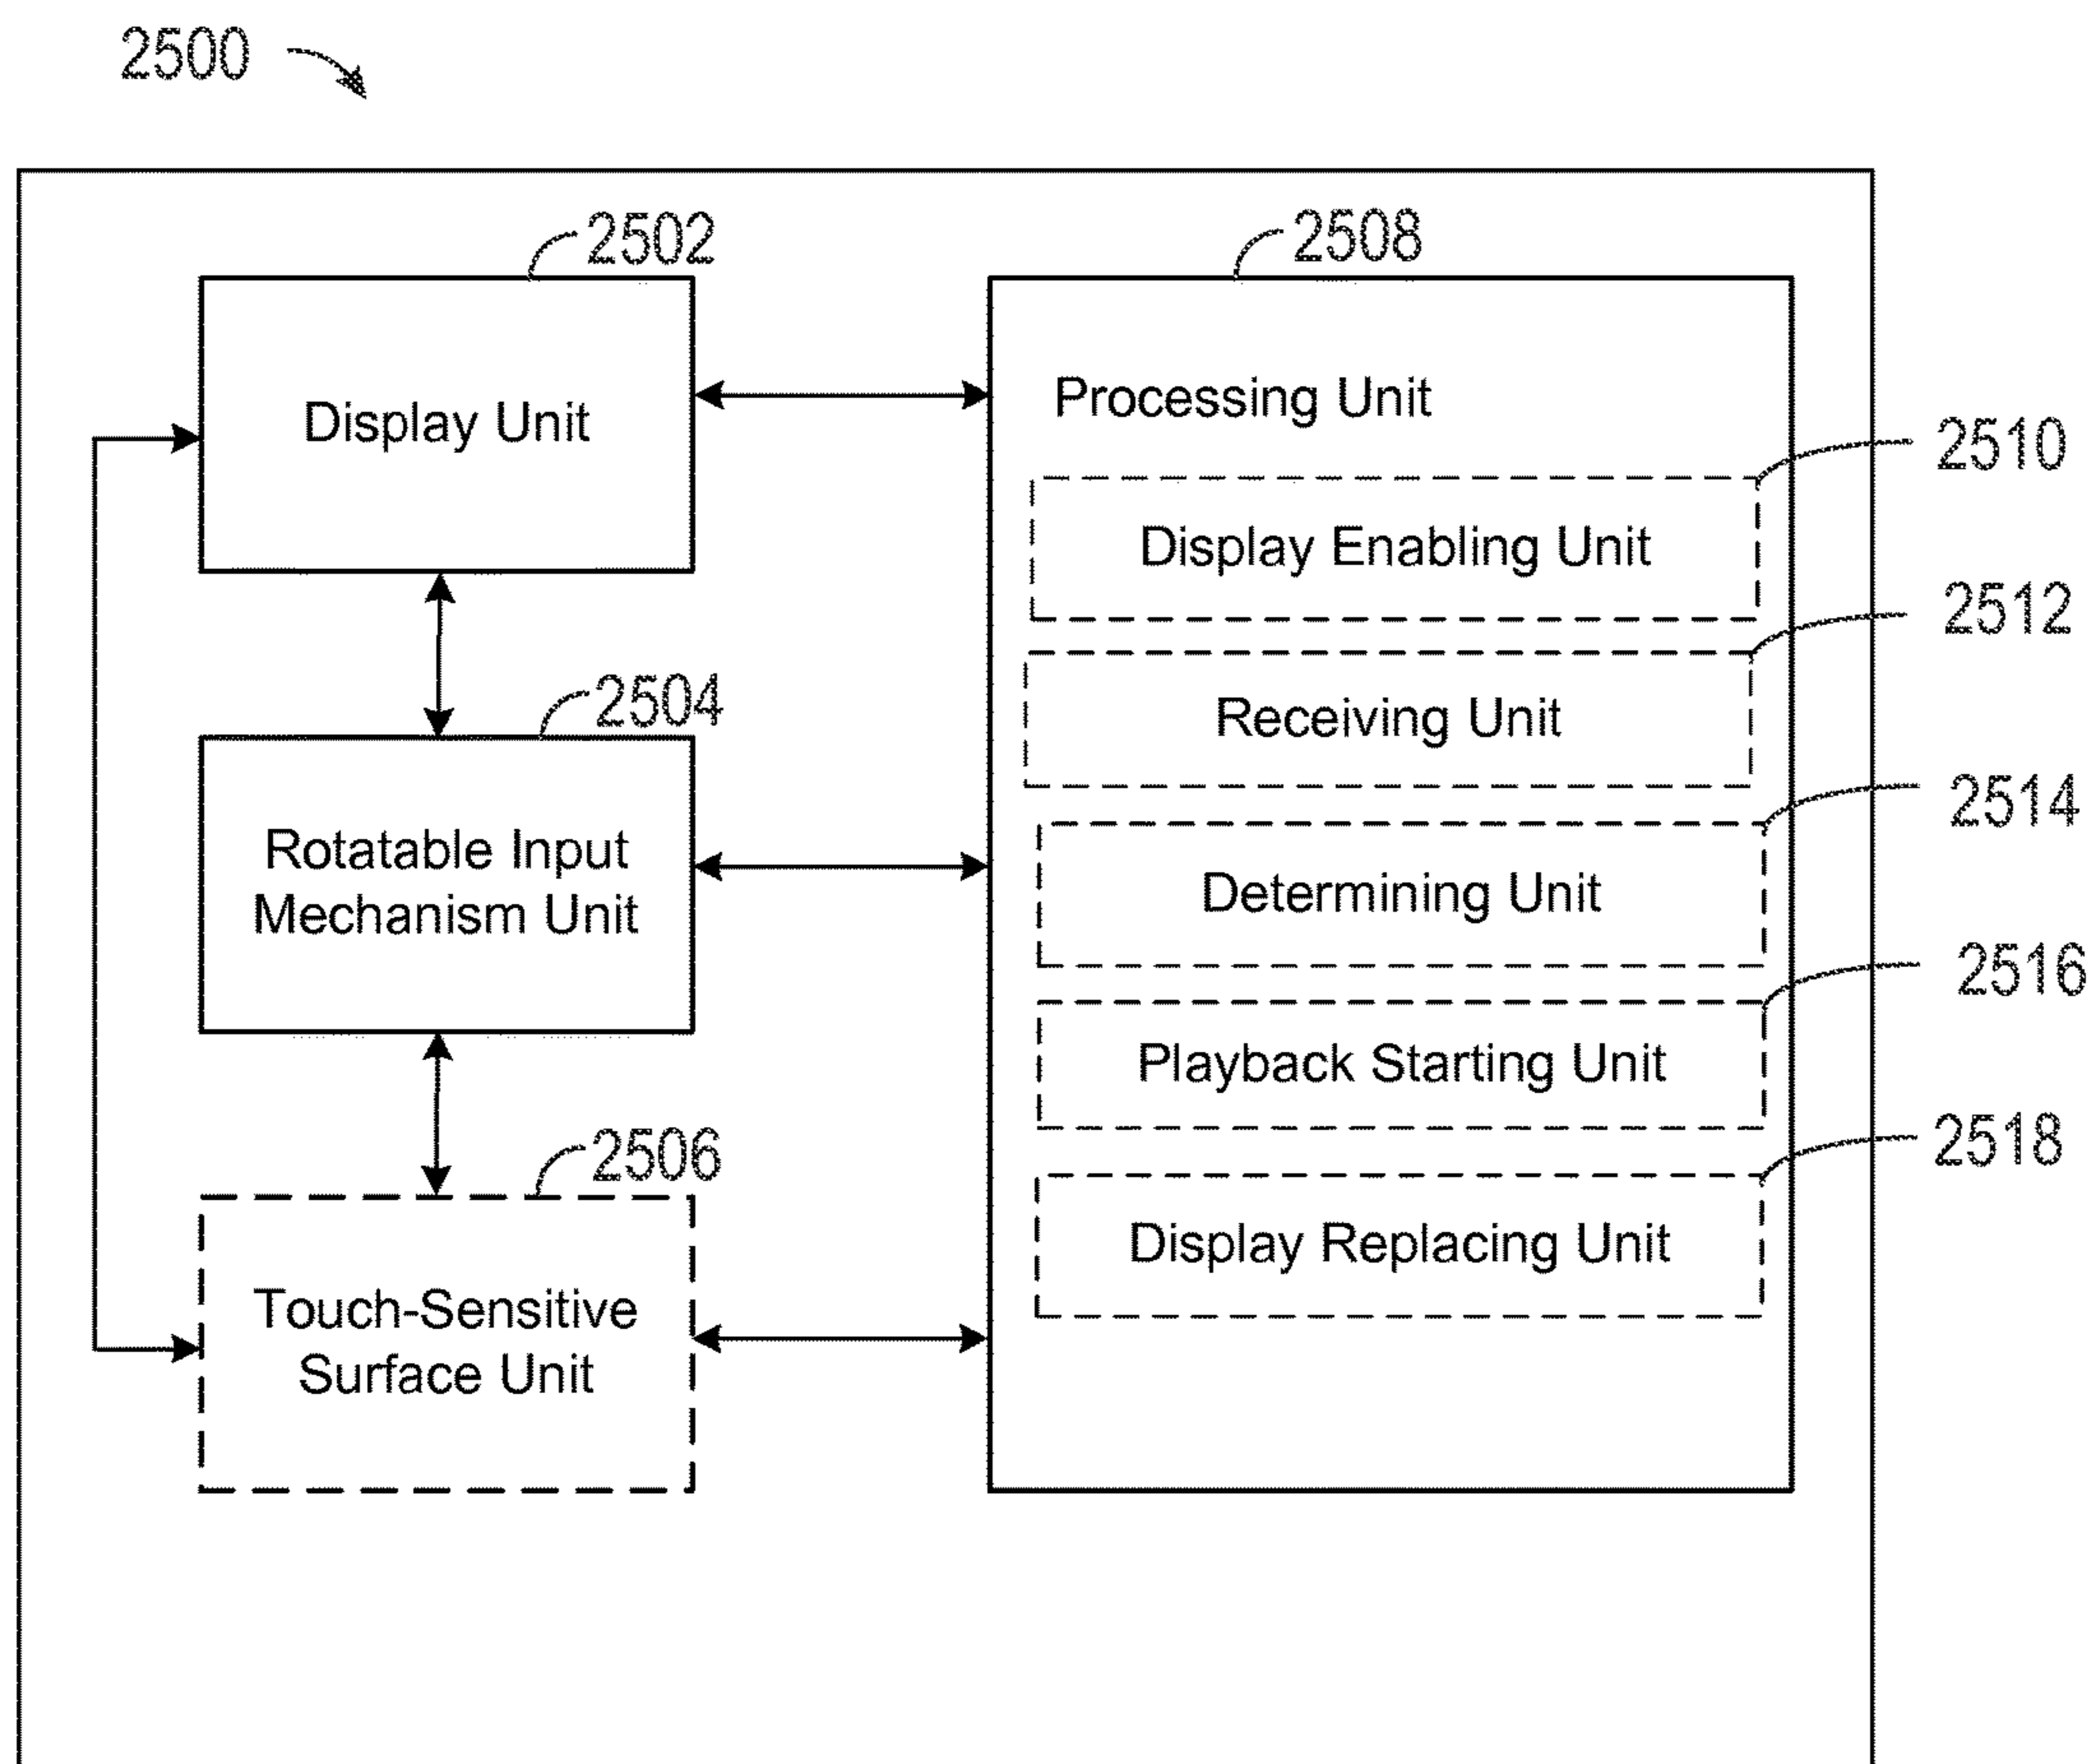 2500
2502
Display Unit
2504
Rotatable Input
Mechanism Unit
2506
Touch-Sensitive
Surface Unit
2508
Processing Unit
2510
Display Enabling Unit
2512
Receiving Unit
2514
Determining Unit
2516
Playback Starting Unit
2518
Display Replacing Unit